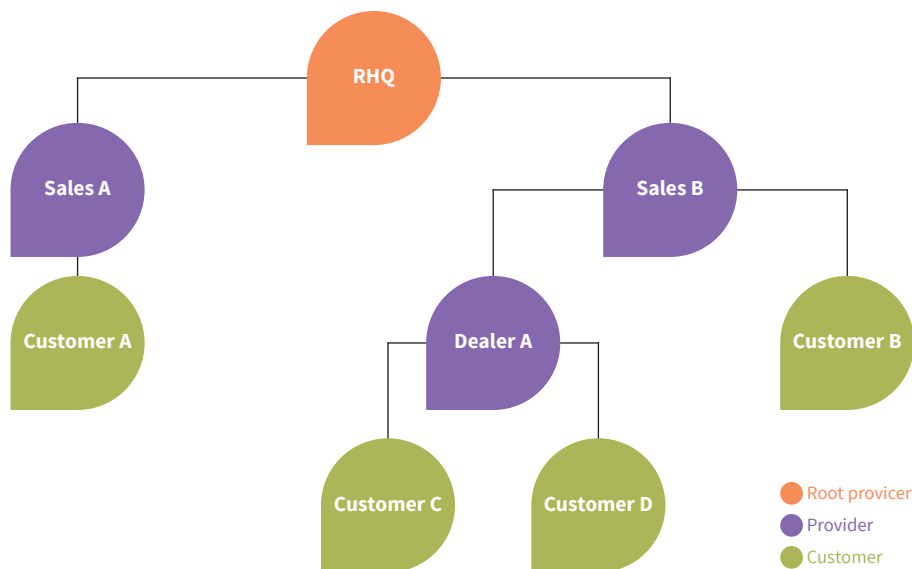 RHQ
Sales A
Sales B
Customer A
Dealer A
Customer B
Customer C
Customer D
Root provicer
Provider
Customer